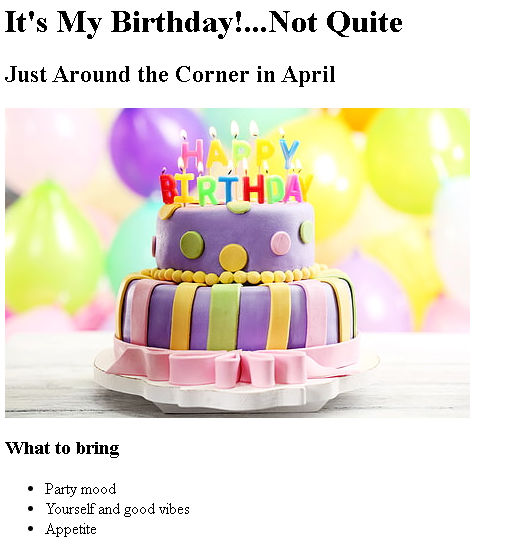 It's My Birthday!...Not Quite
Just Around the Corner in April
HAPPY
BIRTHDAY
What to bring
Party mood
Yourself and good vibes
Appetite